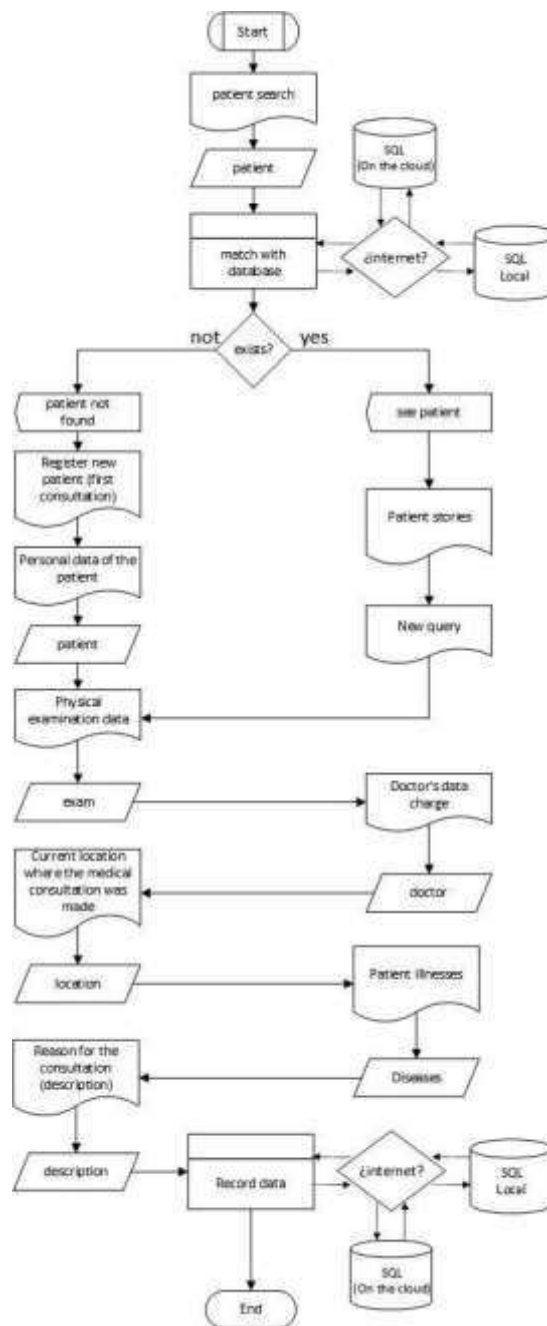 Start
patient search
patient
SQL
(On the cloud)
match with
database
¿internet?
SQL
Local
not
exists?
yes
patient not
found
see patient
Register new
patient (first
consultation)
Patient stories
Personal data of the
patient
New query
patient
Physical
examination data
exam
Doctor's data
charge
Current location
where the medical
consultation was
made
doctor
location
Patient illnesses
Reason for the
consultation
(description)
Diseases
description
Record data
¿internet?
SQL
Local
SQL
(On the cloud)
End